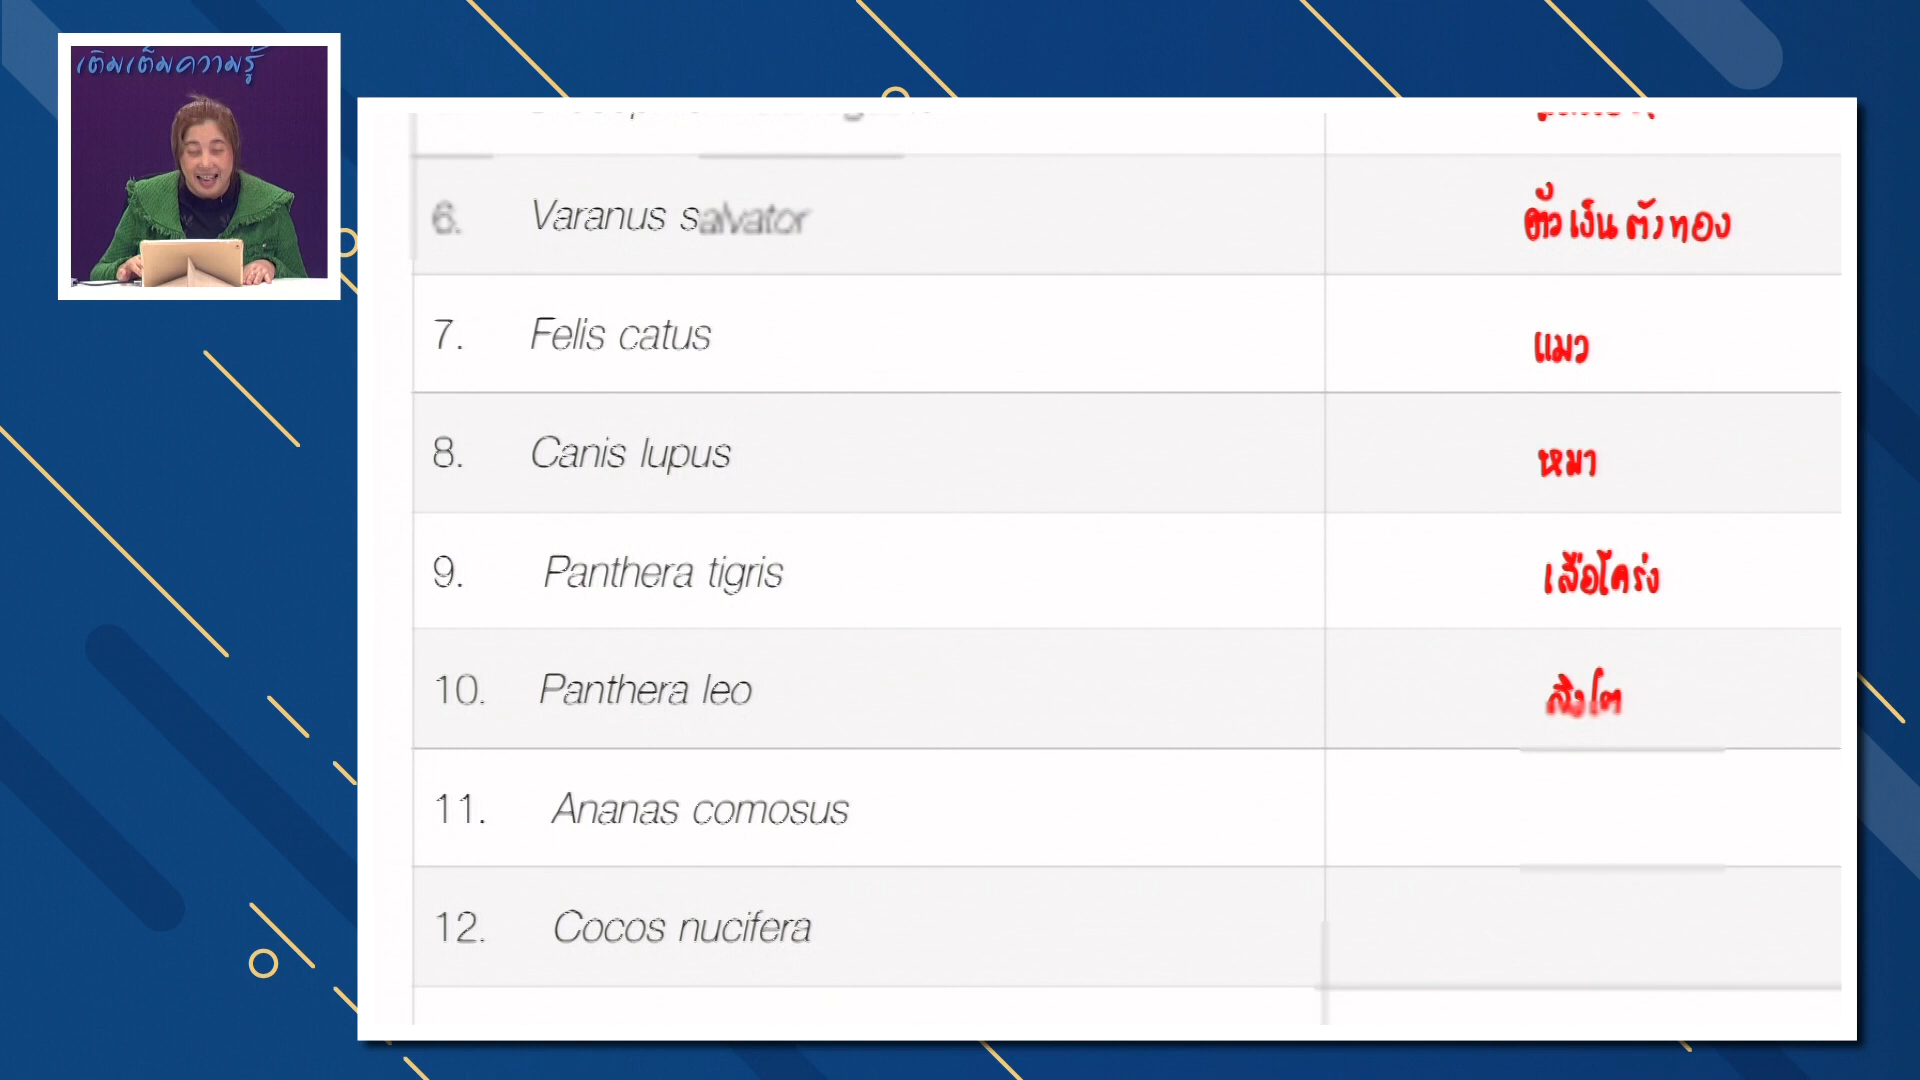 เติมเต็มความรู้
6. Varanus salvator ตัวเงินตัวทอง
7. Felis catus แมว
8. Canis lupus หมา
9. Panthera tigris เสือโคร่ง
10. Panthera leo สิงโต
11. Ananas comosus
12. Cocos nucifera